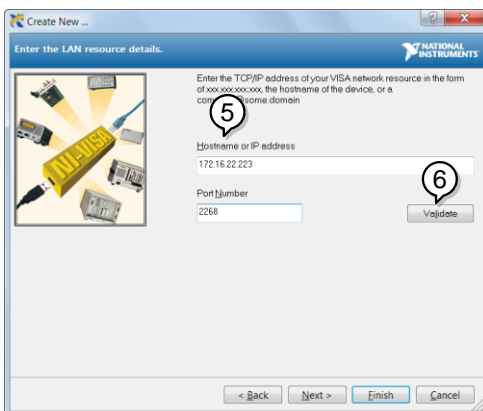 Create New ...
Enter the LAN resource details.
NATIONAL
INSTRUMENTS
Enter the TCP/IP address of your VISA network resource in the form
of xxx.xxx.xxx.xxx, the hostname of the device, or a
some.domain
5
Hostname or IP address
172.16.22.223
6
Port Number
2268
Validate
NI-VISA
< Back
Next >
Finish
Cancel